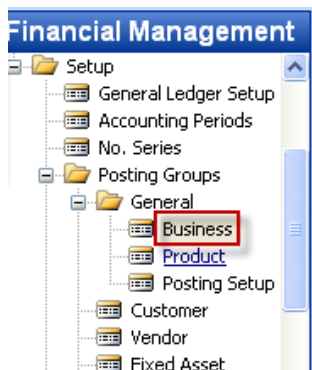 Financial Management
Setup
General Ledger Setup
Accounting Periods
No. Series
Posting Groups
General
Business
Product
Posting Setup
Customer
Vendor
Fixed Asset